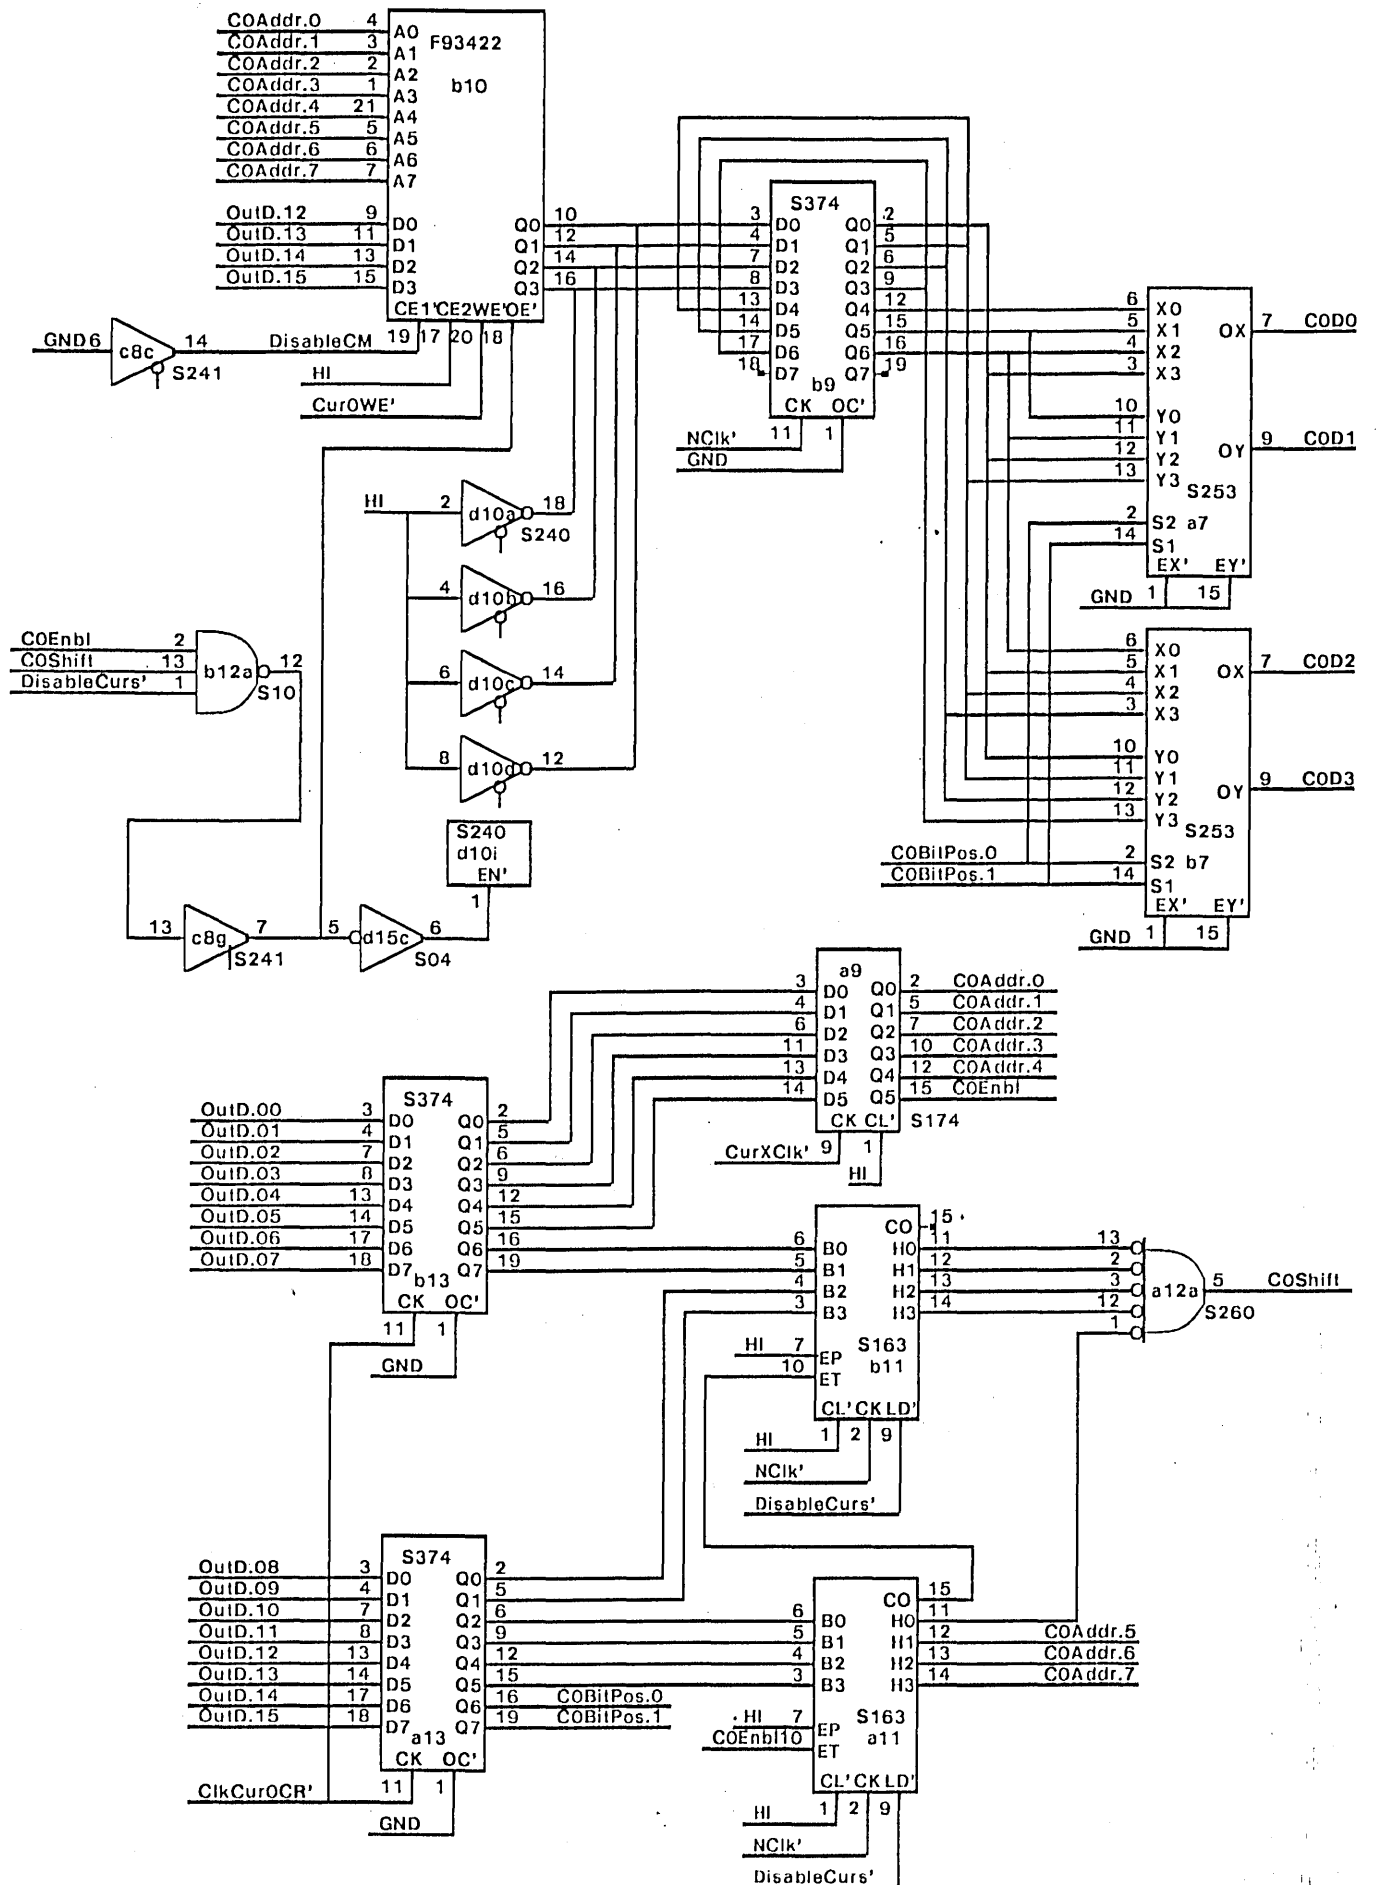 C0Addr.0 4 A0
C0Addr.1 3 A1
C0Addr.2 2 A2
C0Addr.3 1 A3
C0Addr.4 21 A4
C0Addr.5 5 A5
C0Addr.6 6 A6
C0Addr.7 7 A7
F93422
b10
OutD.12 9 D0 Q0 10
OutD.13 11 D1 Q1 12
OutD.14 13 D2 Q2 14
OutD.15 15 D3 Q3 16
CE1' CE2 WE' OE'
19 17 20 18
GND 6 c8c 14 DisableCM
S241
HI
Cur0WE'
S374
3 D0 Q0 2
4 D1 Q1 5
7 D2 Q2 6
8 D3 Q3 9
13 D4 Q4 12
14 D5 Q5 15
17 D6 Q6 16
18 D7 Q7 19
b9
CK OC'
NClk' 11 1
GND
6 X0
5 X1 OX 7 C0D0
4 X2
3 X3
10 Y0
11 Y1
12 Y2 OY 9 C0D1
13 Y3
S253
2 S2 a7
14 S1
EX' EY'
GND 1 15
HI 2 d10a 18
S240
4 d10b 16
6 d10c 14
8 d10d 12
S240
d10i
EN'
1
C0Enbl 2
C0Shift 13 b12a 12
DisableCurs' 1 S10
13 c8g 7 5 d15c 6
S241 S04
6 X0
5 X1 OX 7 C0D2
4 X2
3 X3
10 Y0
11 Y1
12 Y2 OY 9 C0D3
13 Y3
S253
C0BitPos.0 2 S2 b7
C0BitPos.1 14 S1
EX' EY'
GND 1 15
a9
3 D0 Q0 2 C0Addr.0
4 D1 Q1 5 C0Addr.1
6 D2 Q2 7 C0Addr.2
11 D3 Q3 10 C0Addr.3
13 D4 Q4 12 C0Addr.4
14 D5 Q5 15 C0Enbl
CK CL' S174
CurXClk' 9 1
HI
S374
OutD.00 3 D0 Q0 2
OutD.01 4 D1 Q1 5
OutD.02 7 D2 Q2 6
OutD.03 8 D3 Q3 9
OutD.04 13 D4 Q4 12
OutD.05 14 D5 Q5 15
OutD.06 17 D6 Q6 16
OutD.07 18 D7 Q7 19
b13
CK OC'
11 1
GND
CO 15
6 B0 H0 11 13
5 B1 H1 12 2
4 B2 H2 13 3 a12a 5 C0Shift
3 B3 H3 14 12 S260
1
HI 7 EP S163
10 ET b11
CL' CK LD'
HI 1 2 9
NClk'
DisableCurs'
S374
OutD.08 3 D0 Q0 2
OutD.09 4 D1 Q1 5
OutD.10 7 D2 Q2 6
OutD.11 8 D3 Q3 9
OutD.12 13 D4 Q4 12
OutD.13 14 D5 Q5 15
OutD.14 17 D6 Q6 16 C0BitPos.0
OutD.15 18 D7 Q7 19 C0BitPos.1
a13
CK OC'
ClkCur0CR' 11 1
GND
CO 15
6 B0 H0 11
5 B1 H1 12 C0Addr.5
4 B2 H2 13 C0Addr.6
3 B3 H3 14 C0Addr.7
HI 7 EP S163
C0Enbl 10 ET a11
CL' CK LD'
HI 1 2 9
NClk'
DisableCurs'